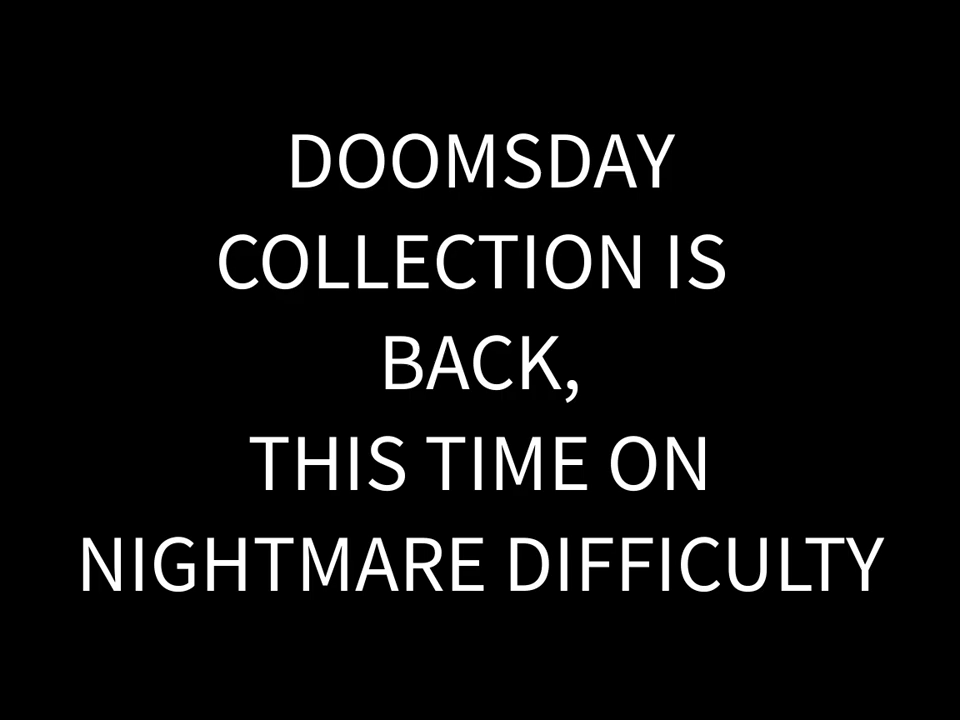 DOOMSDAY
COLLECTION IS
BACK,
THIS TIME ON
NIGHTMARE DIFFICULTY